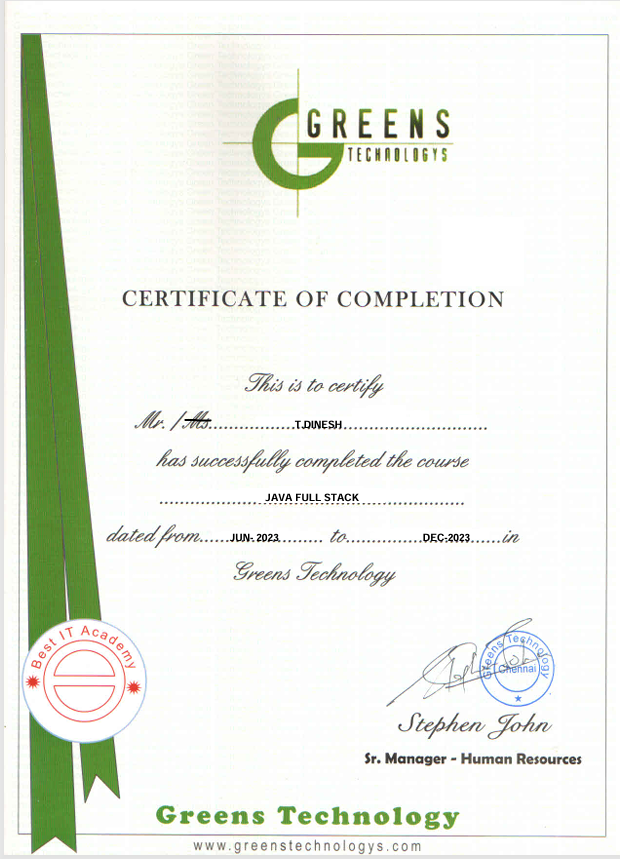 GREENS
TECHNOLOGYS
CERTIFICATE OF COMPLETION
This is to certify
Mr. / Ms.................T.DINESH..............................
has successfully completed the course
......................JAVA FULL STACK......................
dated from......JUN- 2023.......... to................DEC-2023......in
Greens Technology
Best IT Academy
Greens Technology
Chennai
Stephen John
Sr. Manager - Human Resources
Greens Technology
www.greenstechnologys.com